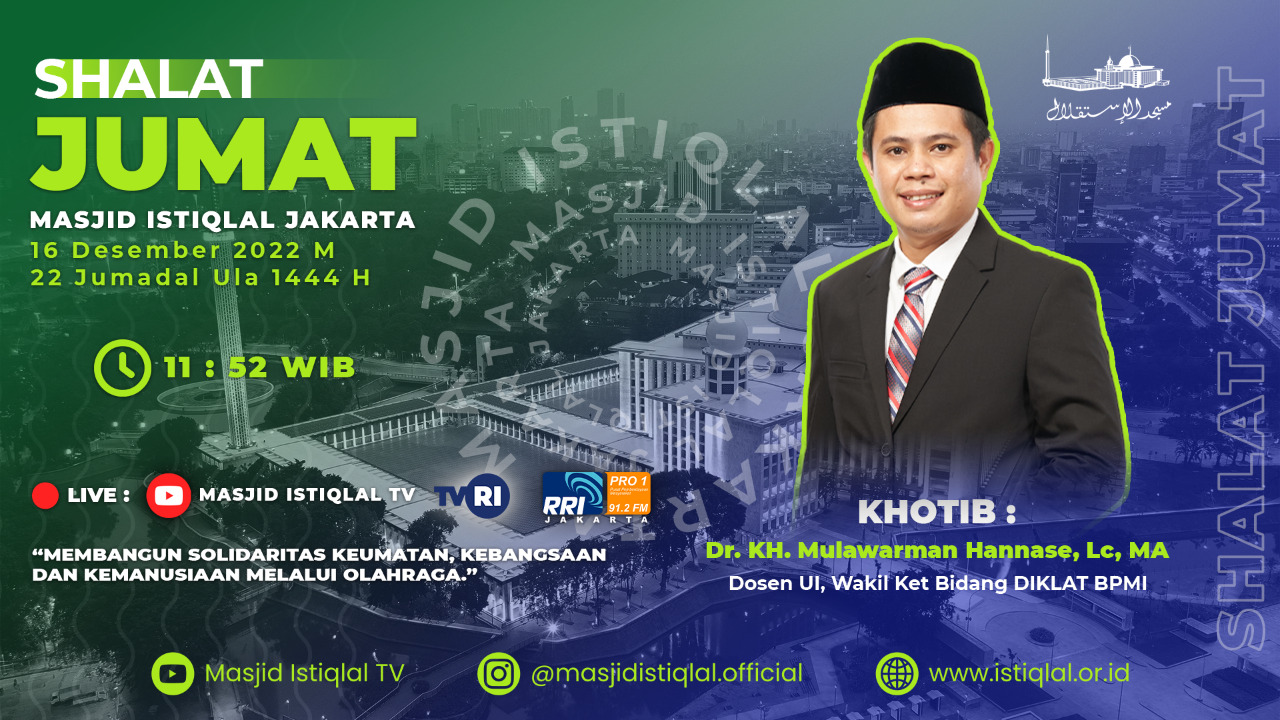 SHALAT
JUMAT
MASJID ISTIQLAL JAKARTA
16 Desember 2022 M
22 Jumadal Ula 1444 H
11 : 52 WIB
LIVE :
MASJID ISTIQLAL TV
TVRI
RRI
PRO 1
91.2 FM
JAKARTA
“MEMBANGUN SOLIDARITAS KEUMATAN, KEBANGSAAN
DAN KEMANUSIAAN MELALUI OLAHRAGA.”
مسجد الإستقلال
SHALAT JUMAT
KHOTIB :
Dr. KH. Mulawarman Hannase, Lc, MA
Dosen UI, Wakil Ket Bidang DIKLAT BPMI
Masjid Istiqlal TV
@masjidistiqlal.official
www.istiqlal.or.id